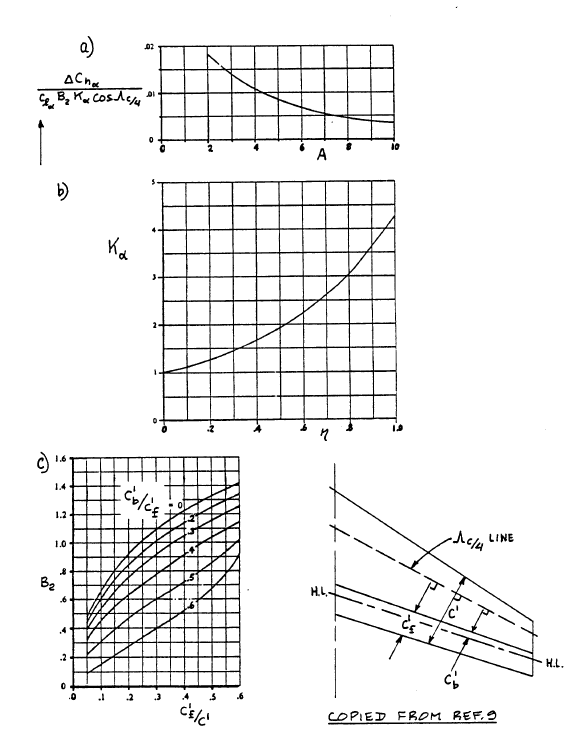 a)
ΔC_hα
C_ℓα B₂ Kα cos Λc/4
.02
.01
0
0 2 4 6 8 10
A
b)
Kα
5
4
3
2
1
0
0 .2 .4 .6 .8 1.0
η
c)
1.6
1.4
1.2
1.0
.8
.6
.4
.2
0
B₂
C'b/C'f = 0
.2
.3
.4
.5
.6
0 .1 .2 .3 .4 .5 .6
C'f/C'
Λc/4 LINE
H.L.
C'
C'f
H.L.
C'b
COPIED FROM REF.9